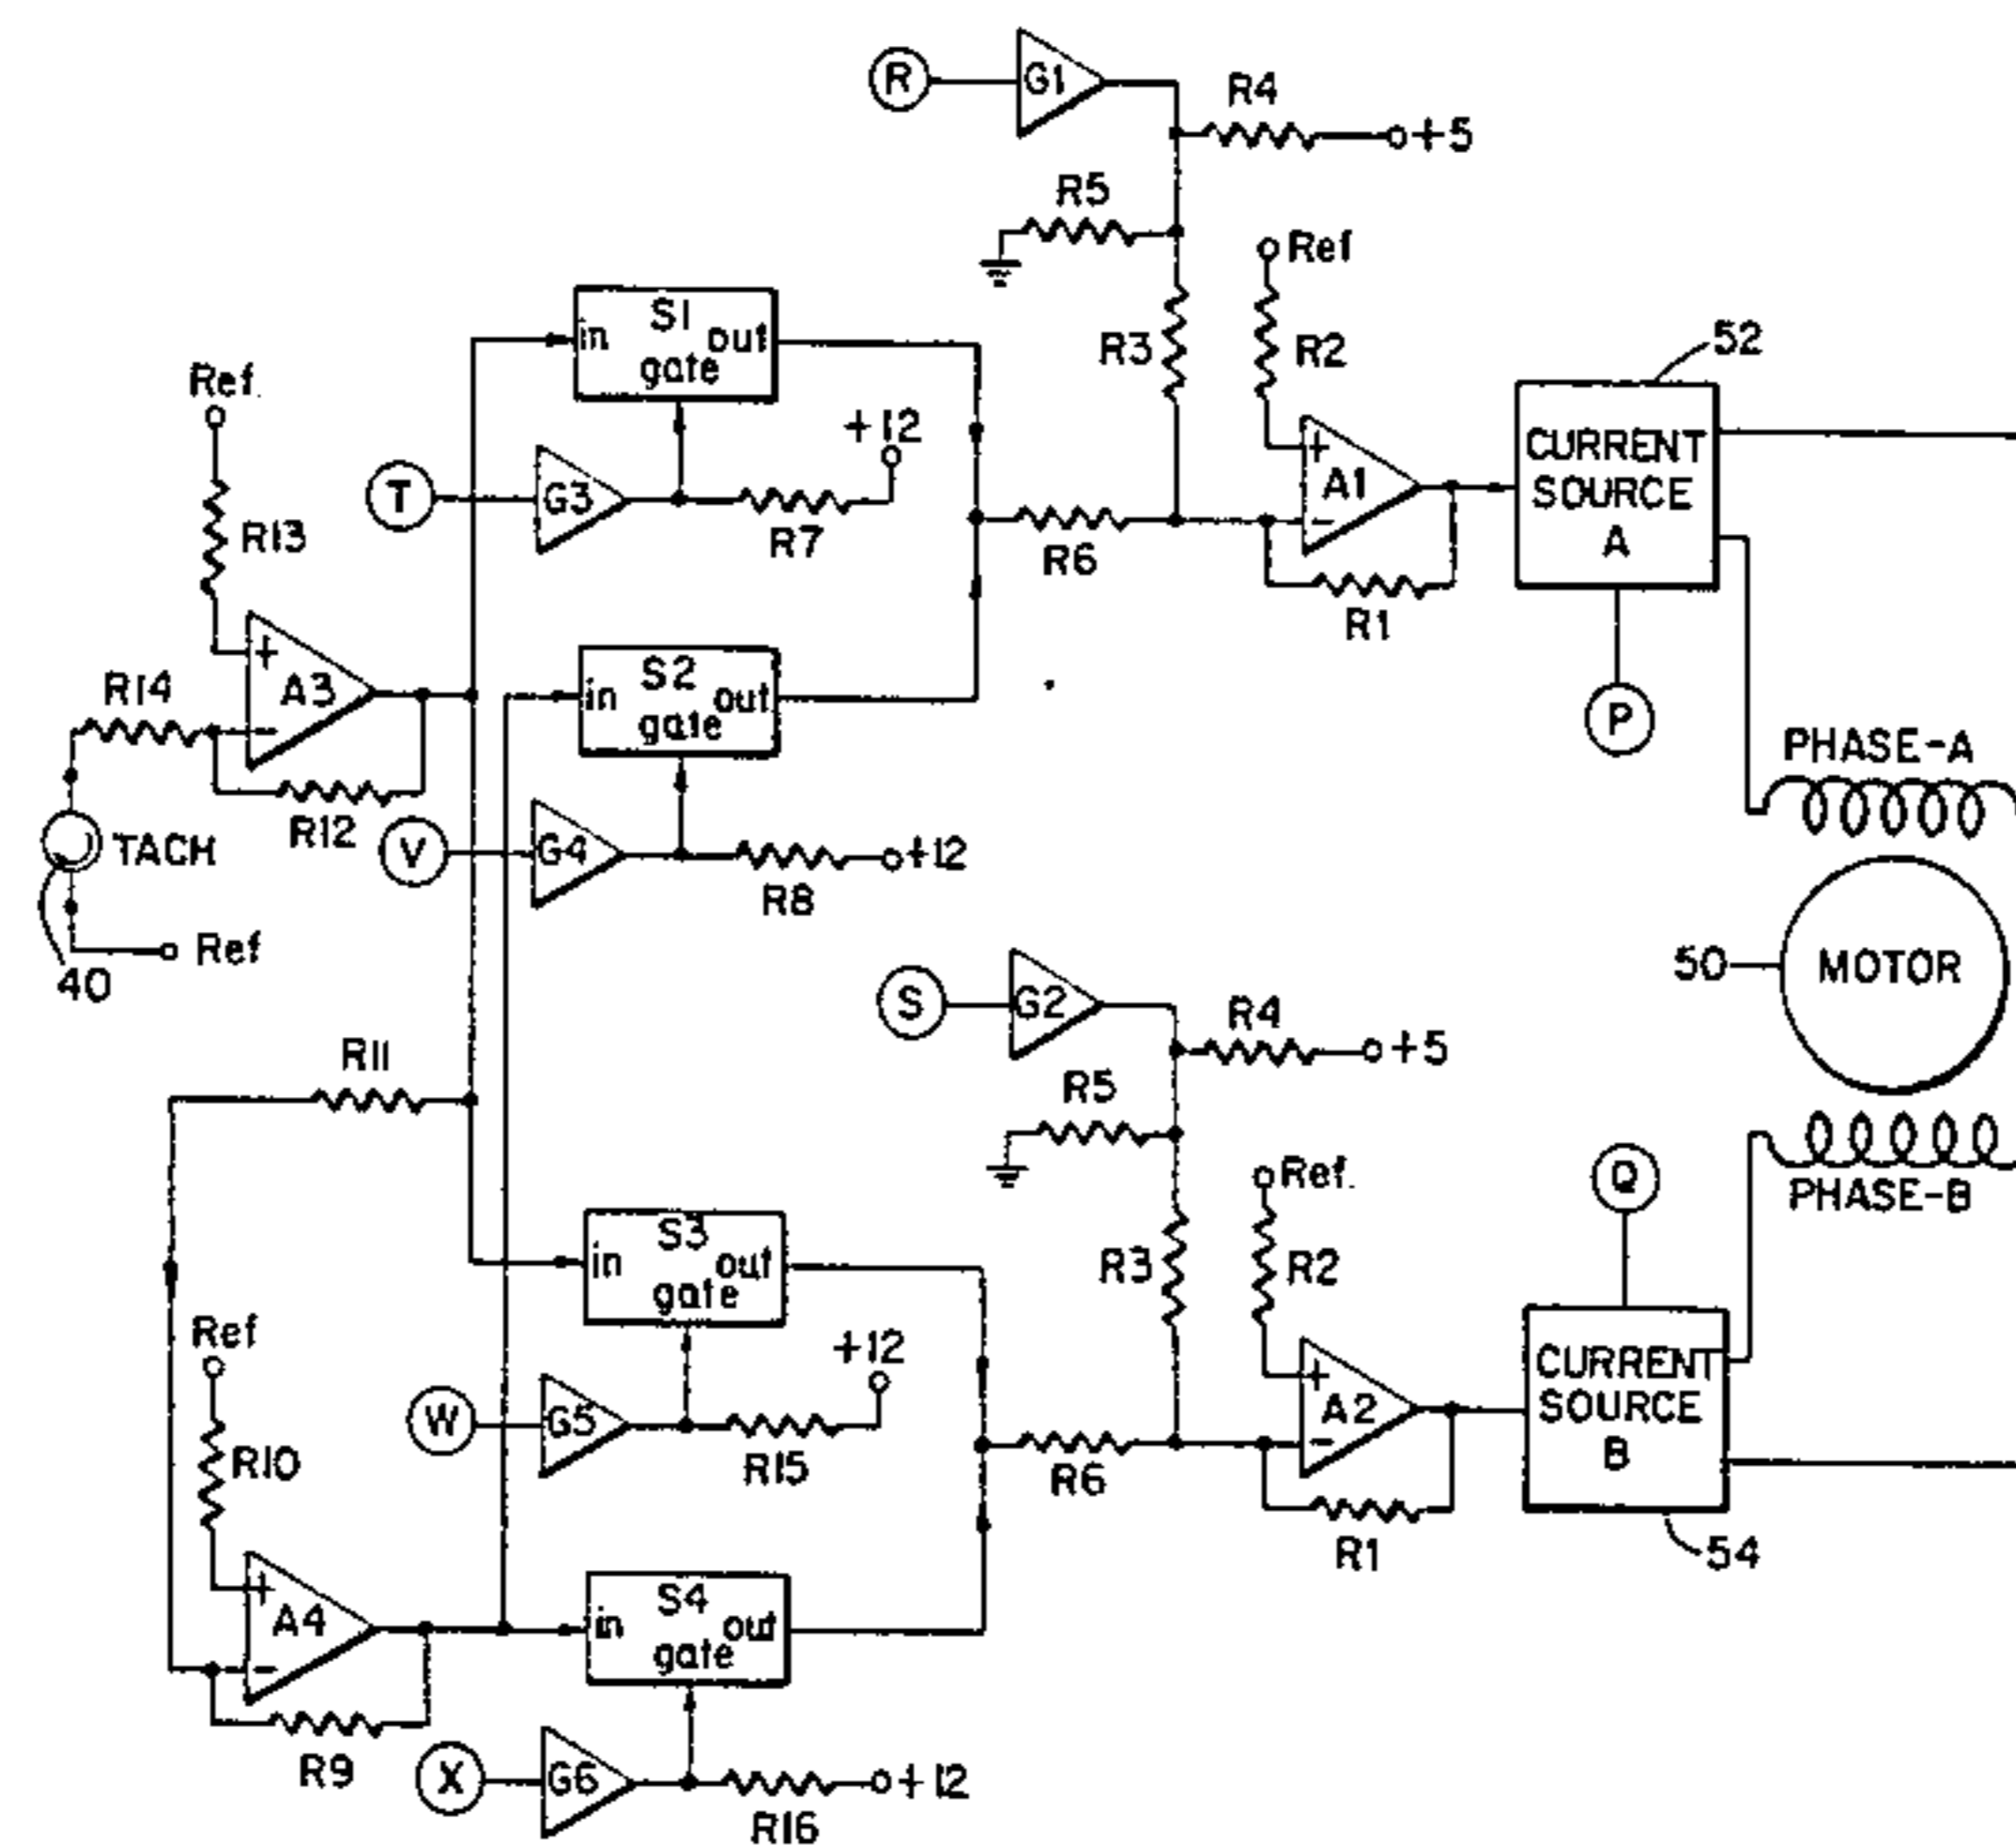 R
G1
R4
+5
R5
Ref
R3
R2
52
S1
in
out
gate
Ref.
+12
T
G3
R7
R13
R6
+
A1
-
R1
CURRENT
SOURCE
A
P
R14
+
A3
-
R12
S2
in
out
gate
TACH
40
Ref
V
G4
R8
+12
PHASE-A
50
MOTOR
PHASE-B
S
G2
R4
+5
R5
Ref.
R3
R2
Q
R11
S3
in
out
gate
Ref
+12
W
G5
R15
R10
R6
+
A2
-
R1
CURRENT
SOURCE
B
54
+
A4
-
R9
S4
in
out
gate
X
G6
R16
+12